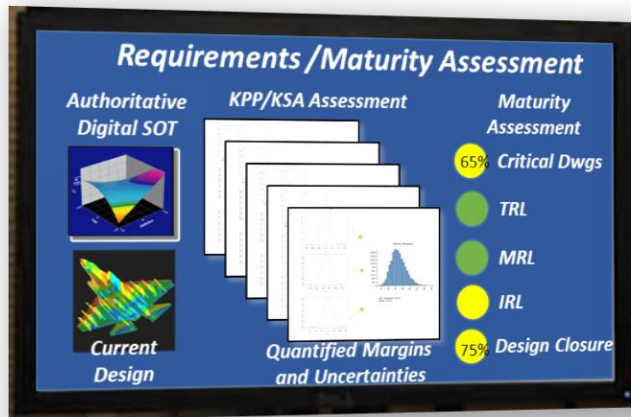 Requirements/Maturity Assessment
Authoritative
Digital SOT
KPP/KSA Assessment
Maturity
Assessment
65% Critical Dwgs
TRL
MRL
IRL
75% Design Closure
Current
Design
Quantified Margins
and Uncertainties